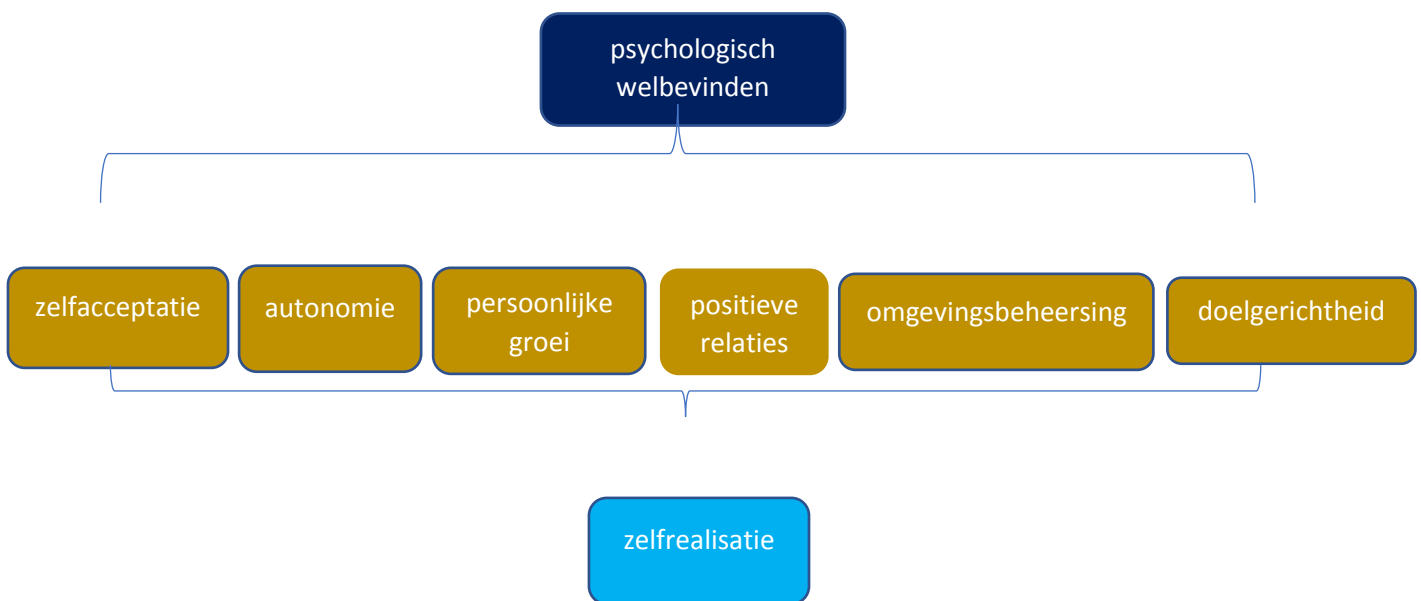 psychologisch
welbevinden
zelfacceptatie
autonomie
persoonlijke
groei
positieve
relaties
omgevingsbeheersing
doelgerichtheid
zelfrealisatie